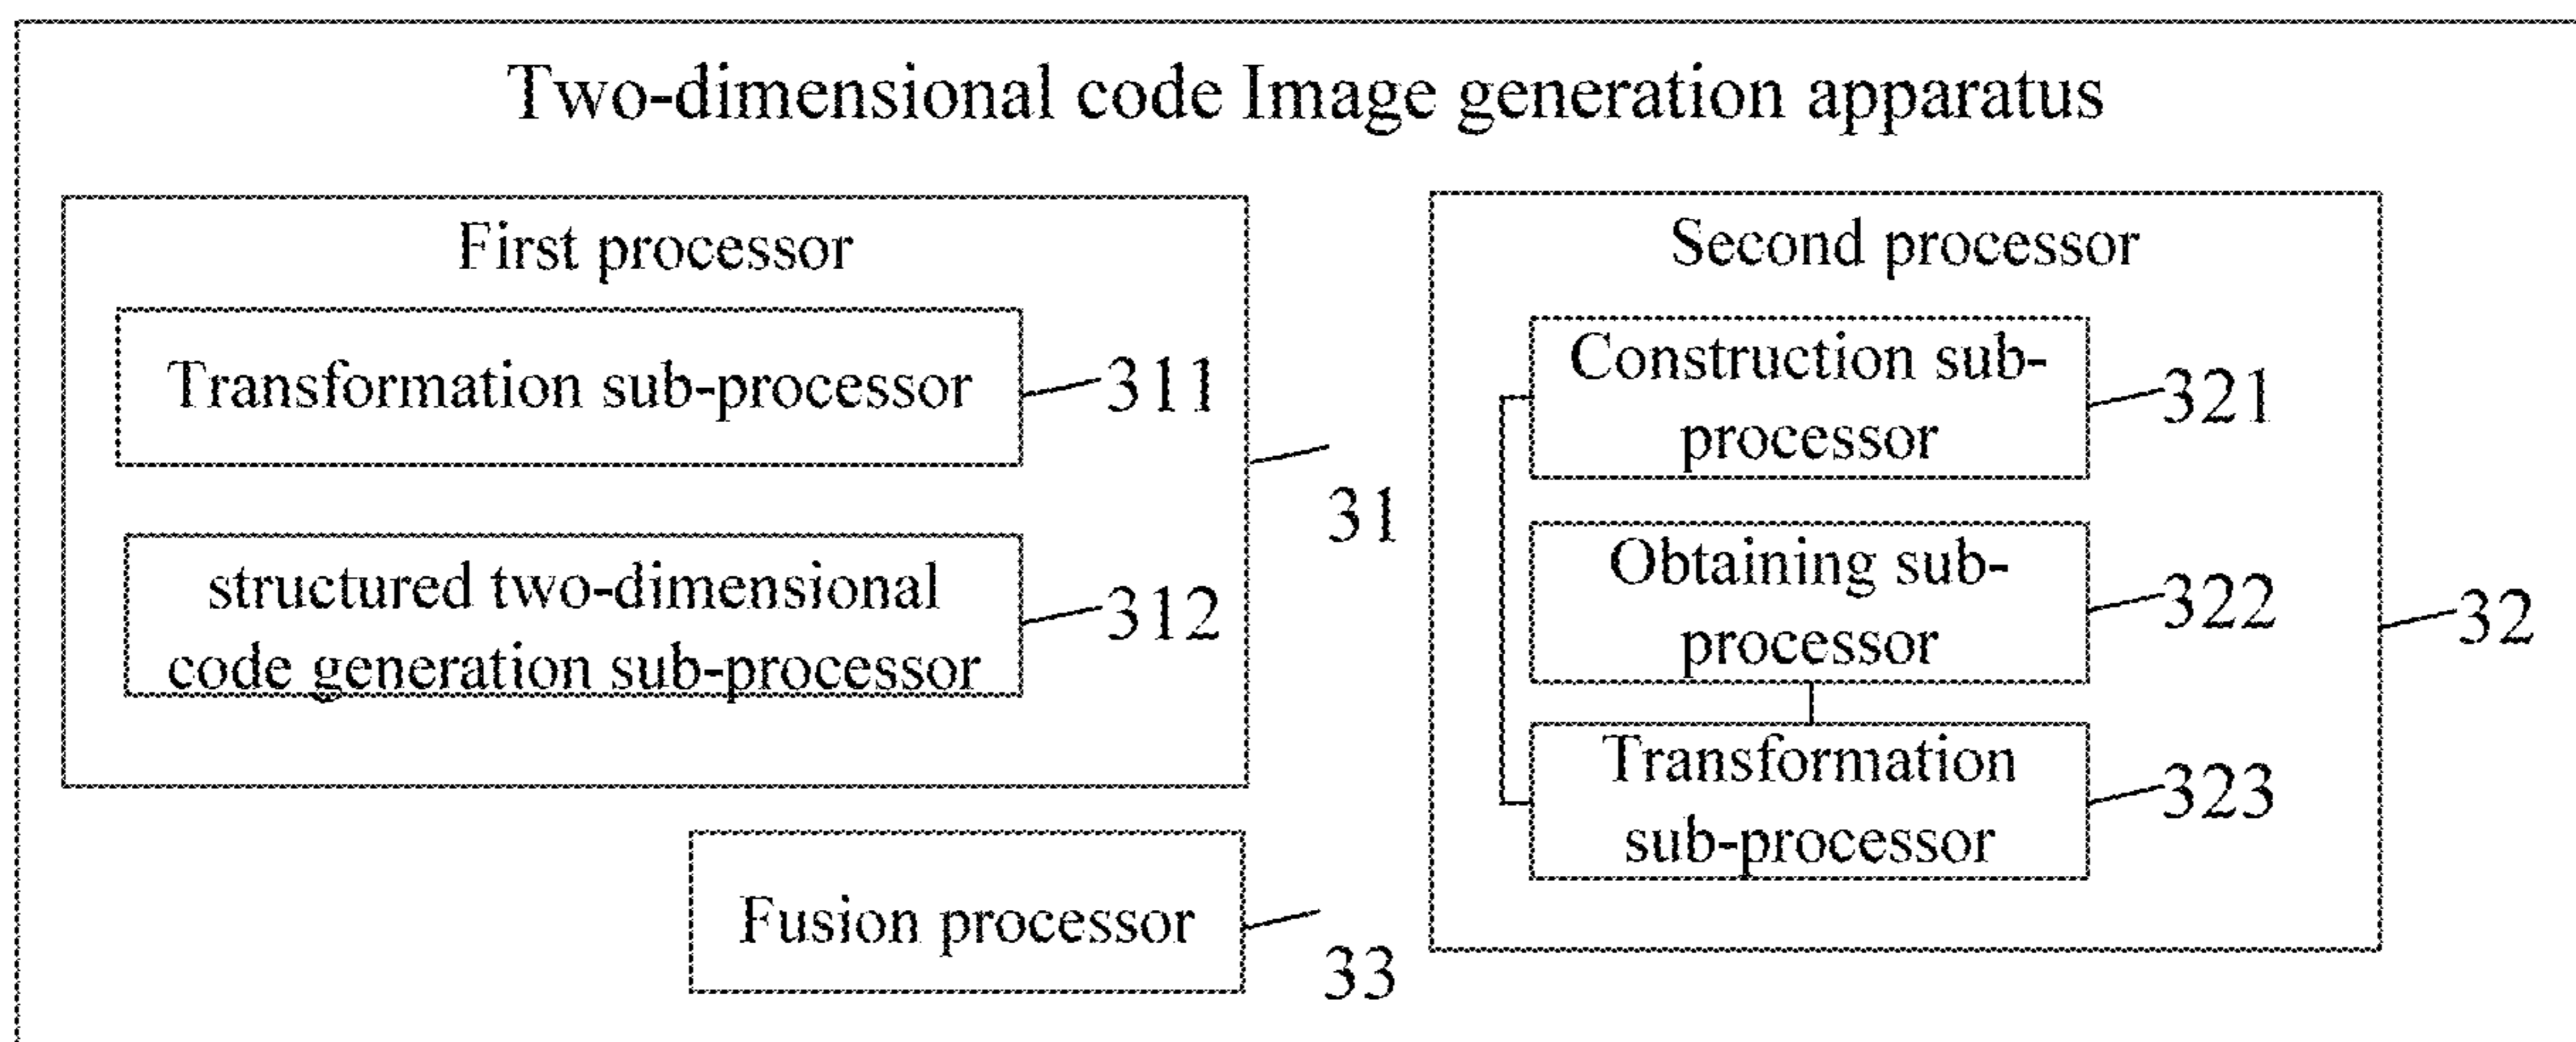 Two-dimensional code Image generation apparatus
First processor
Transformation sub-processor
311
structured two-dimensional
code generation sub-processor
312
31
Second processor
Construction sub-
processor
321
Obtaining sub-
processor
322
Transformation
sub-processor
323
32
Fusion processor
33